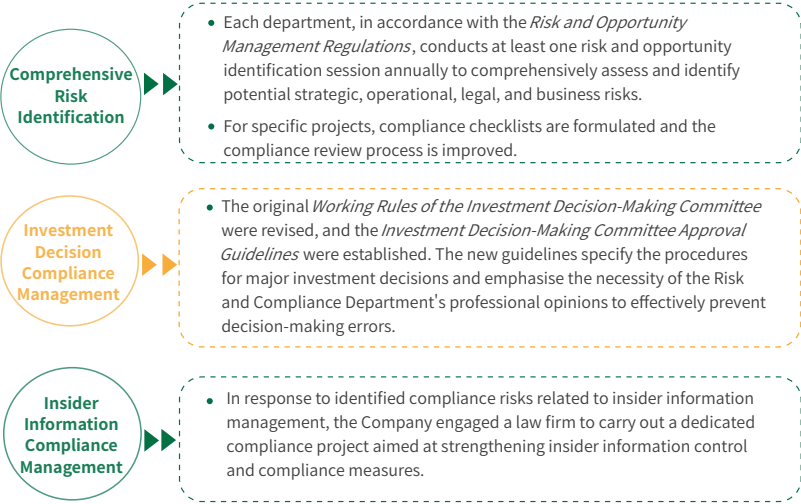 Comprehensive
Risk
Identification
• Each department, in accordance with the Risk and Opportunity
Management Regulations, conducts at least one risk and opportunity
identification session annually to comprehensively assess and identify
potential strategic, operational, legal, and business risks.
• For specific projects, compliance checklists are formulated and the
compliance review process is improved.
Investment
Decision
Compliance
Management
• The original Working Rules of the Investment Decision-Making Committee
were revised, and the Investment Decision-Making Committee Approval
Guidelines were established. The new guidelines specify the procedures
for major investment decisions and emphasise the necessity of the Risk
and Compliance Department's professional opinions to effectively prevent
decision-making errors.
Insider
Information
Compliance
Management
• In response to identified compliance risks related to insider information
management, the Company engaged a law firm to carry out a dedicated
compliance project aimed at strengthening insider information control
and compliance measures.